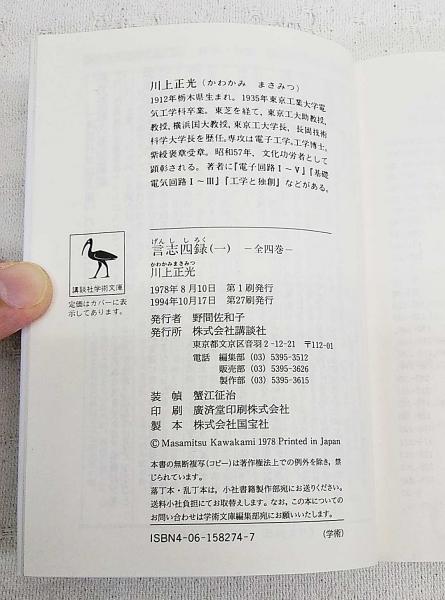 川上正光(かわかみ まさみつ)
1912年栃木県生まれ。1935年東京工業大学電
気工学科卒業。東芝を経て、東京工大助教授、
教授、横浜国大教授、東京工大学長、長岡技術
科学大学長を歴任。専攻は電子工学。工学博士。
紫綬褒章受章。昭和57年、文化功労者として
顕彰される。著者に『電子回路Ⅰ~Ⅴ』『基礎
電気回路Ⅰ~Ⅲ』『工学と独創』などがある。
講談社学術文庫
定価はカバーに表
示してあります。
げんししろく
言志四録(一) —全四巻—
かわかみまさみつ
川上正光
1978年8月10日 第1刷発行
1994年10月17日 第27刷発行
発行者 野間佐和子
発行所 株式会社講談社
東京都文京区音羽2-12-21 〒112-01
電話 編集部 (03) 5395-3512
販売部 (03) 5395-3626
製作部 (03) 5395-3615
装幀 蟹江征治
印刷 廣済堂印刷株式会社
製本 株式会社国宝社
© Masamitsu Kawakami 1978 Printed in Japan
本書の無断複写(コピー)は著作権法上での例外を除き、禁
じられています。
落丁本・乱丁本は、小社書籍製作部宛にお送りください。
送料小社負担にてお取替えします。なお、この本についての
お問い合わせは学術文庫編集部宛にお願いいたします。
ISBN4-06-158274-7
(学術)